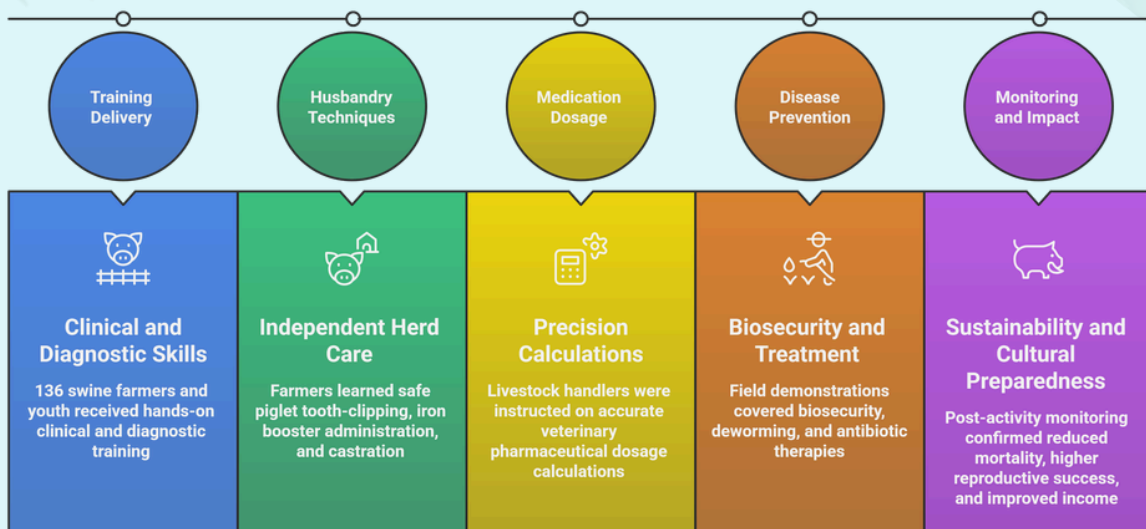 Training
Delivery
Husbandry
Techniques
Medication
Dosage
Disease
Prevention
Monitoring
and Impact
Clinical and
Diagnostic Skills
136 swine farmers and
youth received hands-on
clinical and diagnostic
training
Independent Herd
Care
Farmers learned safe
piglet tooth-clipping, iron
booster administration,
and castration
Precision
Calculations
Livestock handlers were
instructed on accurate
veterinary
pharmaceutical dosage
calculations
Biosecurity and
Treatment
Field demonstrations
covered biosecurity,
deworming, and antibiotic
therapies
Sustainability and
Cultural
Preparedness
Post-activity monitoring
confirmed reduced
mortality, higher
reproductive success,
and improved income